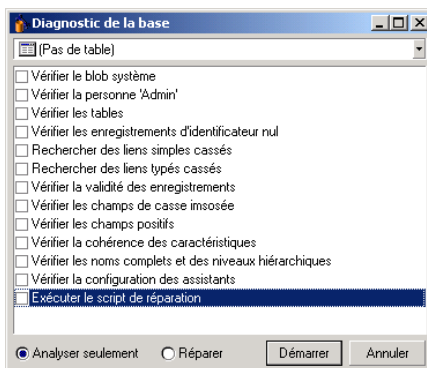 Diagnostic de la base
(Pas de table)
Vérifier le blob système
Vérifier la personne 'Admin'
Vérifier les tables
Vérifier les enregistrements d'identificateur nul
Rechercher des liens simples cassés
Rechercher des liens typés cassés
Vérifier la validité des enregistrements
Vérifier les champs de casse imsosée
Vérifier les champs positifs
Vérifier la cohérence des caractéristiques
Vérifier les noms complets et des niveaux hiérarchiques
Vérifier la configuration des assistants
Exécuter le script de réparation
Analyser seulement Réparer Démarrer Annuler